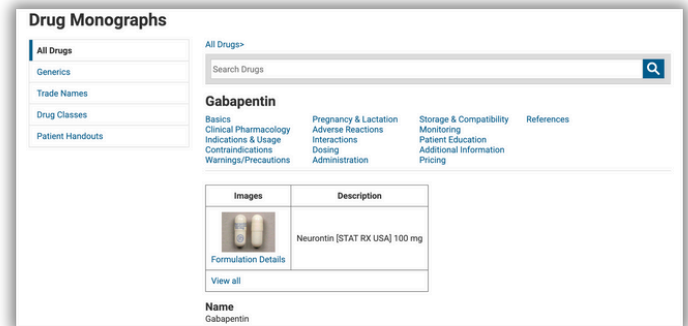 Drug Monographs
All Drugs
Generics
Trade Names
Drug Classes
Patient Handouts
All Drugs>
Search Drugs
Gabapentin
Basics
Clinical Pharmacology
Indications & Usage
Contraindications
Warnings/Precautions
Pregnancy & Lactation
Adverse Reactions
Interactions
Dosing
Administration
Storage & Compatibility
Monitoring
Patient Education
Additional Information
Pricing
References
Images Description
Neurontin [STAT RX USA] 100 mg
Formulation Details
View all
Name
Gabapentin